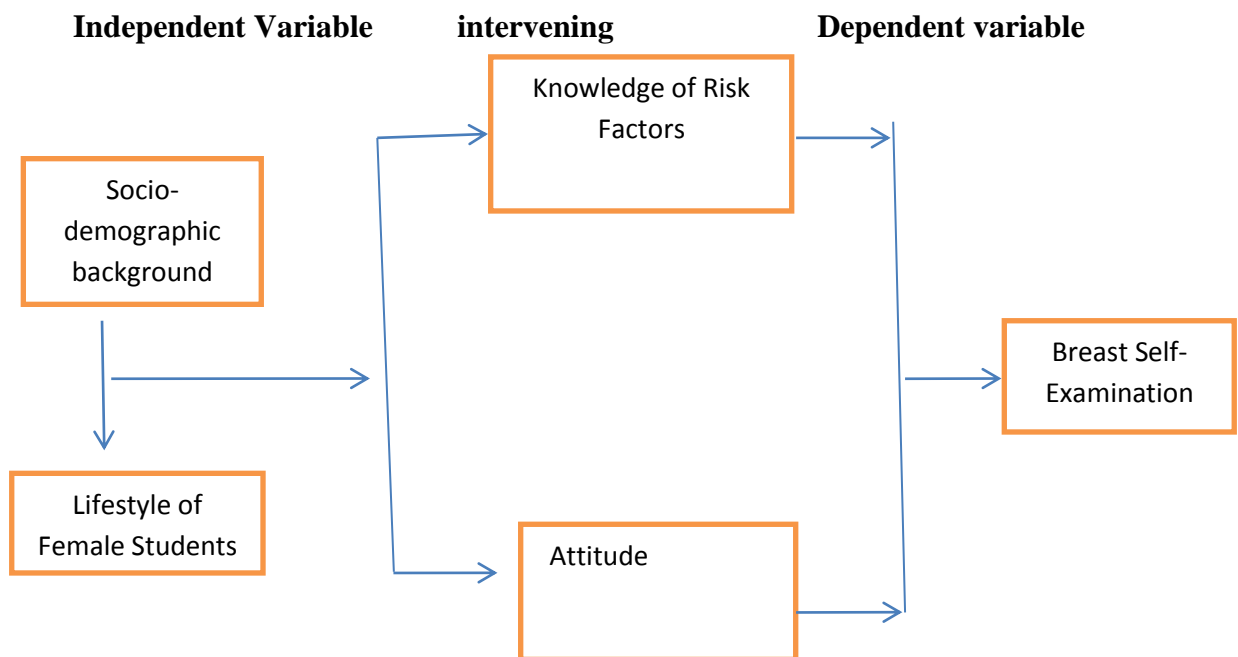 Independent Variable intervening Dependent variable
Knowledge of Risk
Factors
Socio-
demographic
background
Breast Self-
Examination
Lifestyle of
Female Students
Attitude